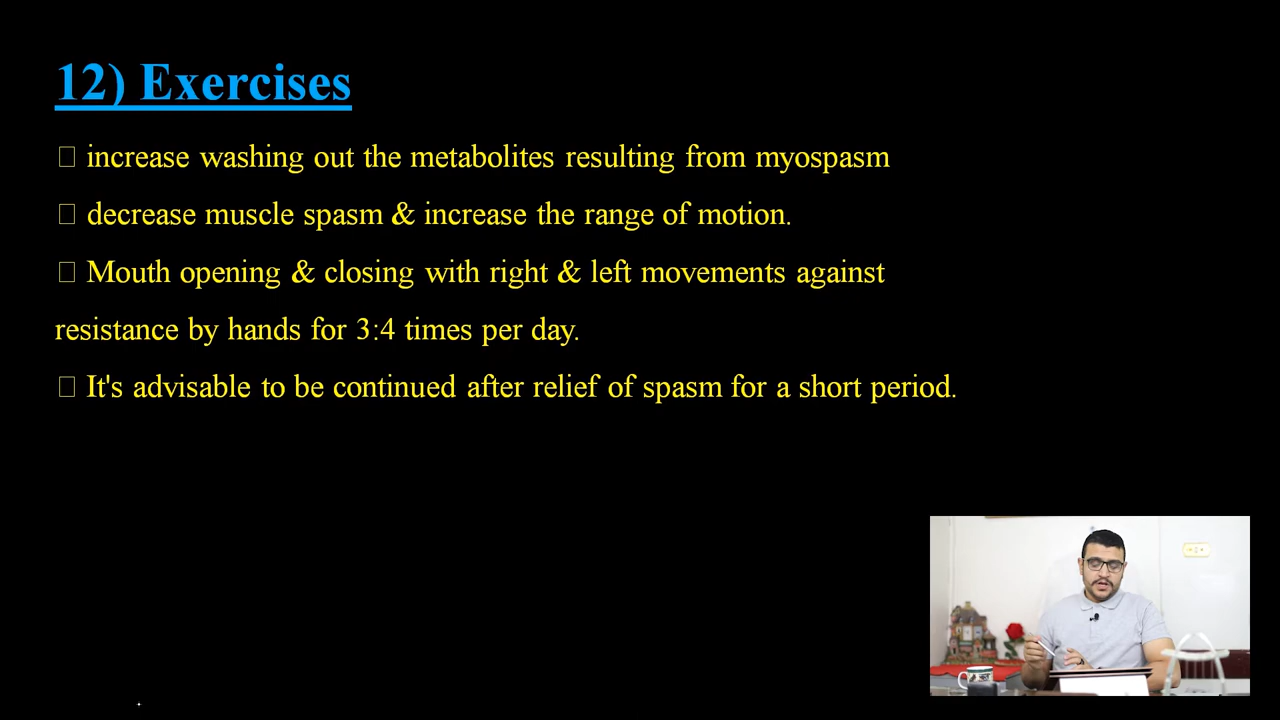 12) Exercises
□ increase washing out the metabolites resulting from myospasm
□ decrease muscle spasm & increase the range of motion.
□ Mouth opening & closing with right & left movements against
resistance by hands for 3:4 times per day.
□ It's advisable to be continued after relief of spasm for a short period.